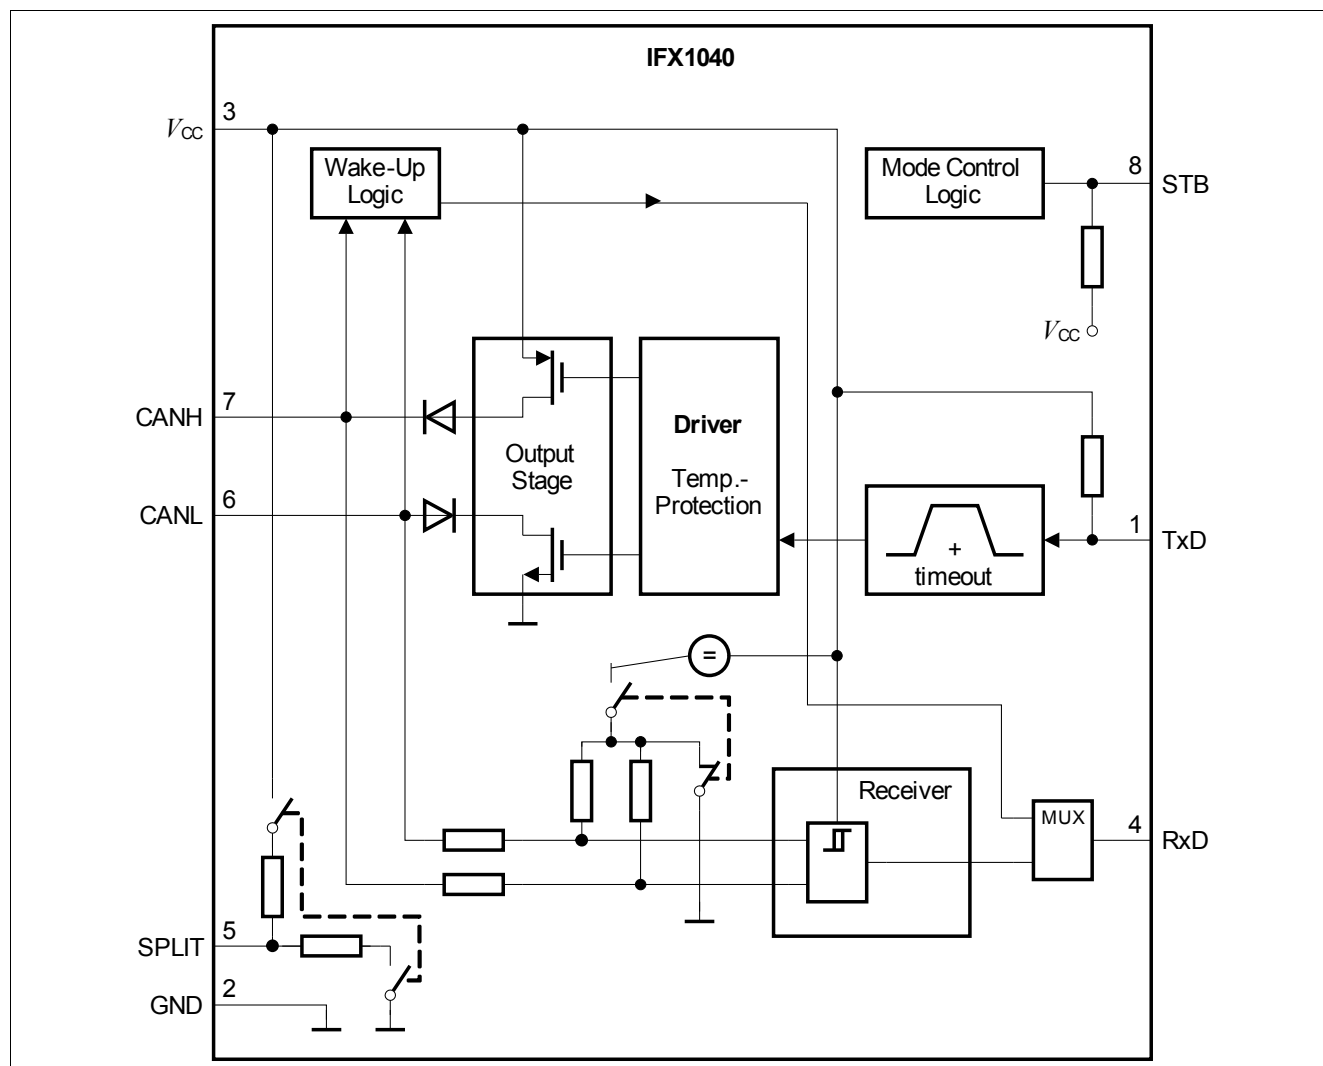 IFX1040
3
VCC
Wake-Up
Logic
Mode Control
Logic
8
STB
VCC
7
CANH
Output
Stage
Driver
Temp.-
Protection
6
CANL
+
timeout
1
TxD
=
Receiver
MUX
4
RxD
5
SPLIT
2
GND